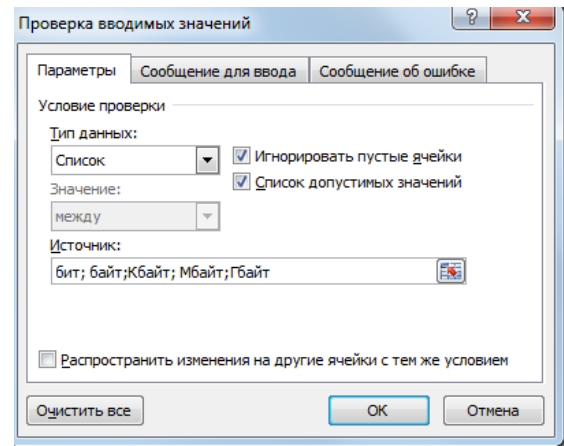 Проверка вводимых значений
Параметры Сообщение для ввода Сообщение об ошибке
Условие проверки
Тип данных:
Список Игнорировать пустые ячейки
Список допустимых значений
Значение:
между
Источник:
бит; байт;Кбайт; Мбайт;Гбайт
Распространить изменения на другие ячейки с тем же условием
Очистить все ОК Отмена